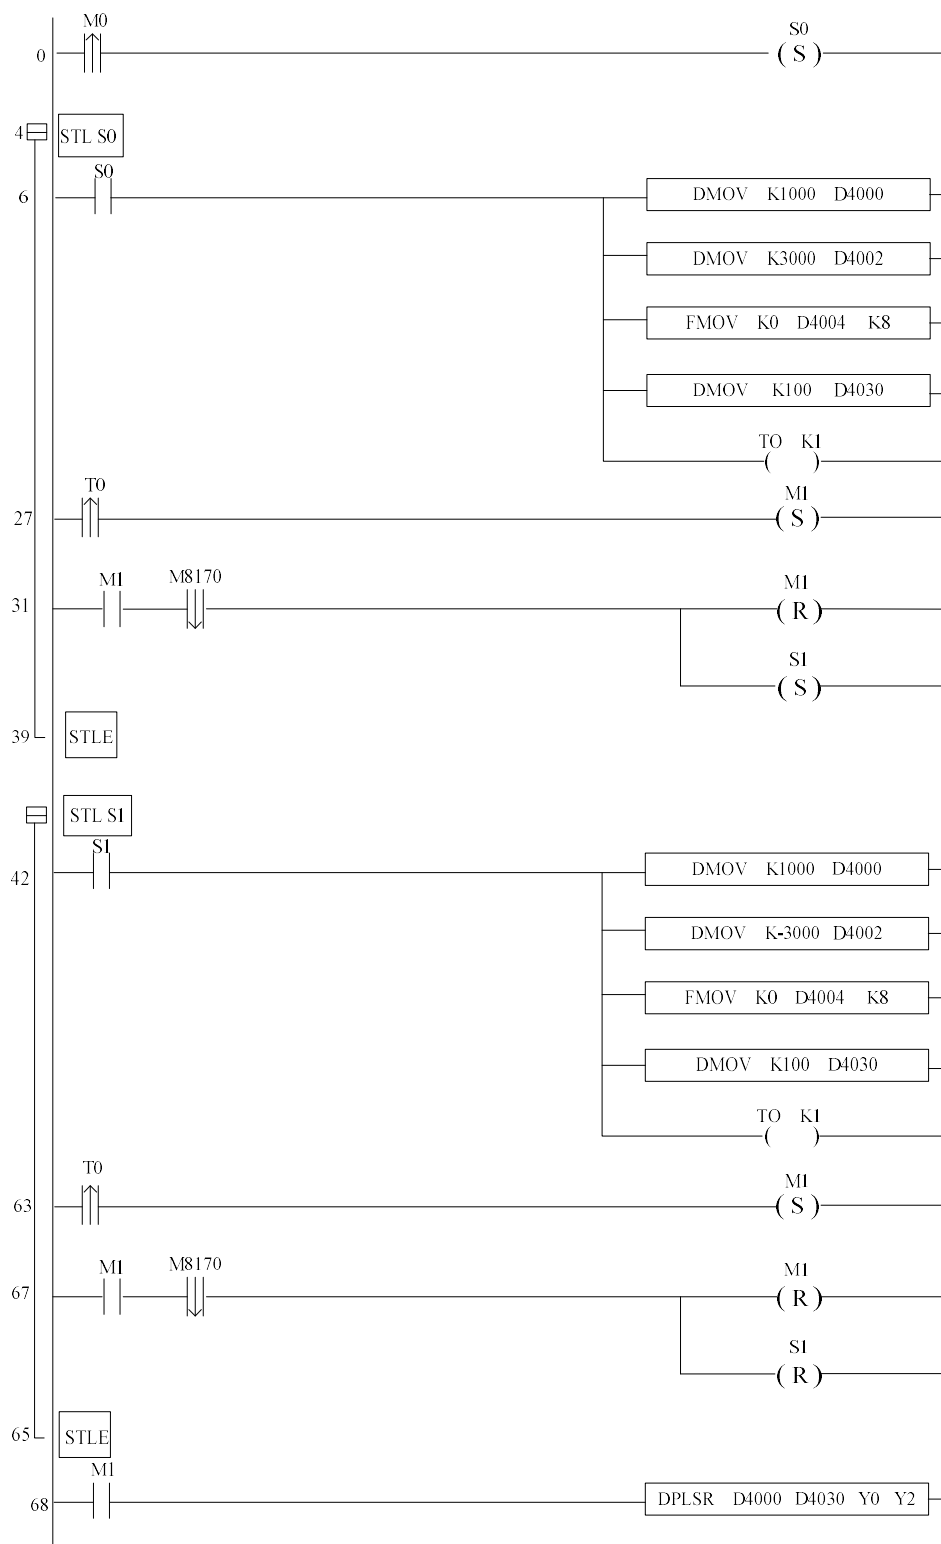 M0
S0
0
( S )
4
STL S0
S0
6
DMOV K1000 D4000
DMOV K3000 D4002
FMOV K0 D4004 K8
DMOV K100 D4030
TO K1
( )
T0
M1
27
( S )
M1
M8170
M1
31
( R )
S1
( S )
39
STLE
STL S1
S1
42
DMOV K1000 D4000
DMOV K-3000 D4002
FMOV K0 D4004 K8
DMOV K100 D4030
TO K1
( )
T0
M1
63
( S )
M1
M8170
M1
67
( R )
S1
( R )
65
STLE
M1
68
DPLSR D4000 D4030 Y0 Y2